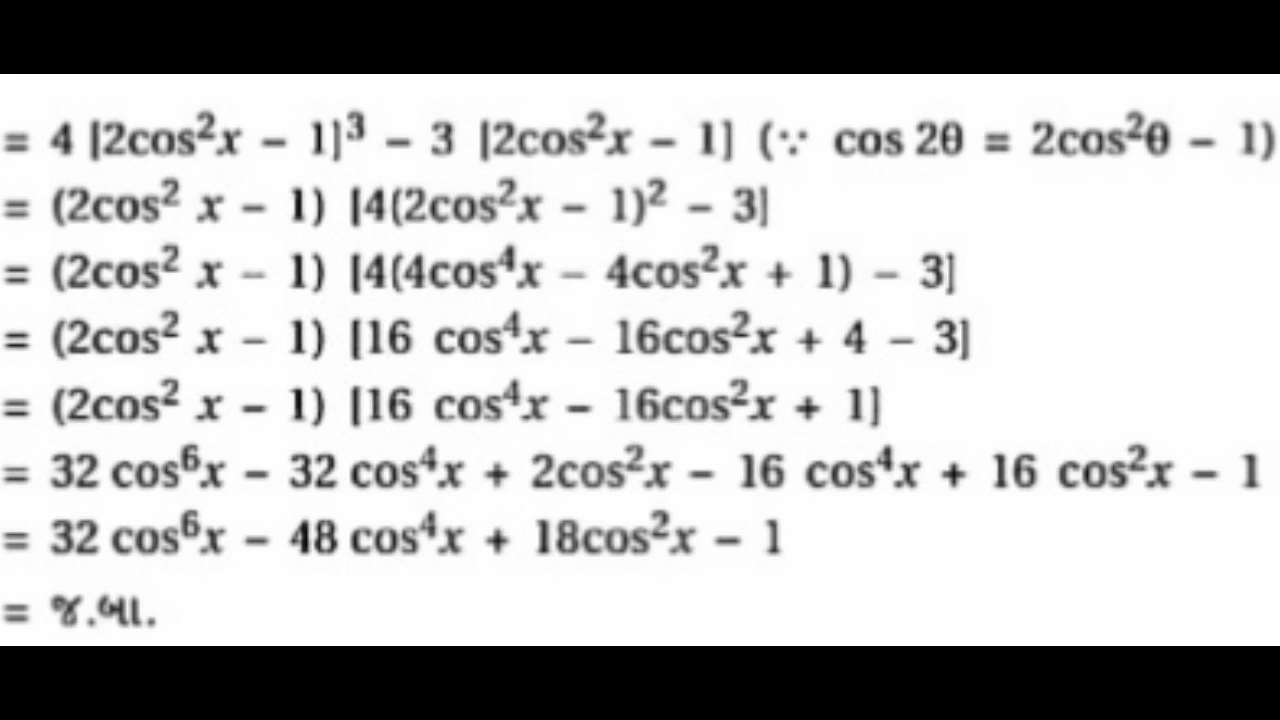 = 4 [2cos²x – 1]³ – 3 [2cos²x – 1] (∵ cos 2θ = 2cos²θ – 1)
= (2cos² x – 1) [4(2cos²x – 1)² – 3]
= (2cos² x – 1) [4(4cos⁴x – 4cos²x + 1) – 3]
= (2cos² x – 1) [16 cos⁴x – 16cos²x + 4 – 3]
= (2cos² x – 1) [16 cos⁴x – 16cos²x + 1]
= 32 cos⁶x – 32 cos⁴x + 2cos²x – 16 cos⁴x + 16 cos²x – 1
= 32 cos⁶x – 48 cos⁴x + 18cos²x – 1
= જ.બા.